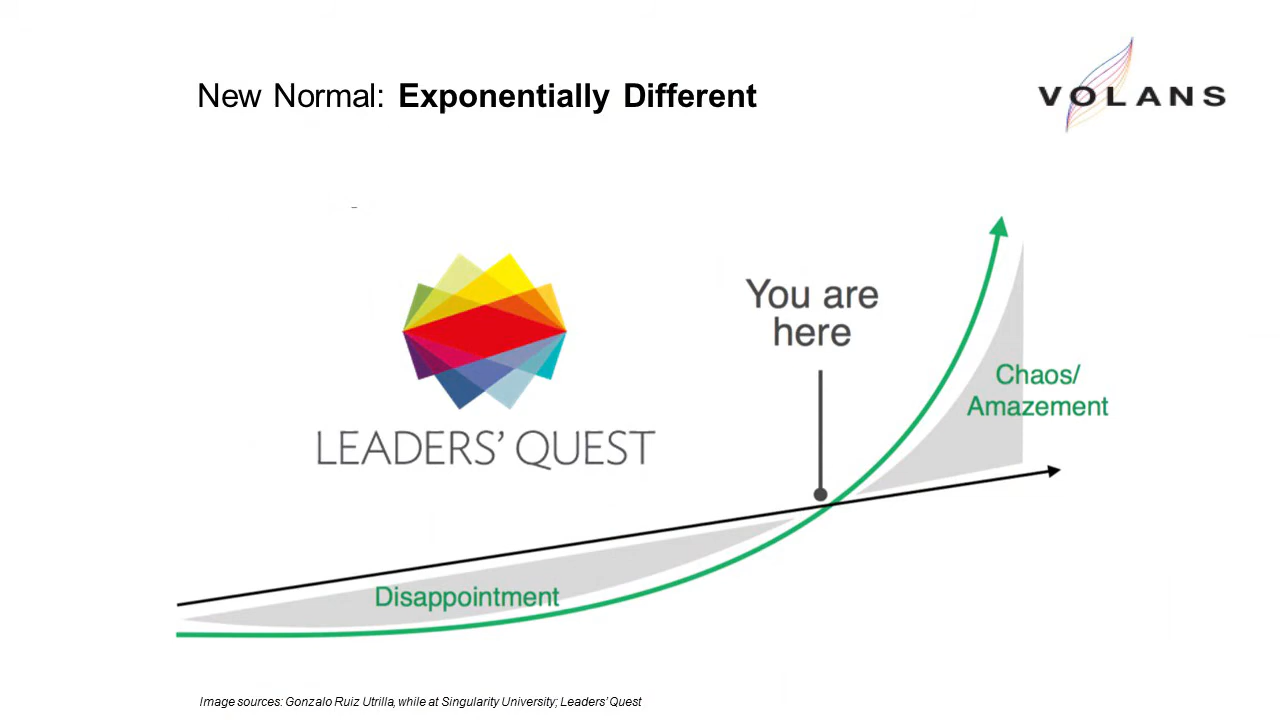 New Normal: Exponentially Different
VOLANS
You are
here
Chaos/
Amazement
LEADERS’ QUEST
Disappointment
Image sources: Gonzalo Ruiz Utrilla, while at Singularity University; Leaders’ Quest